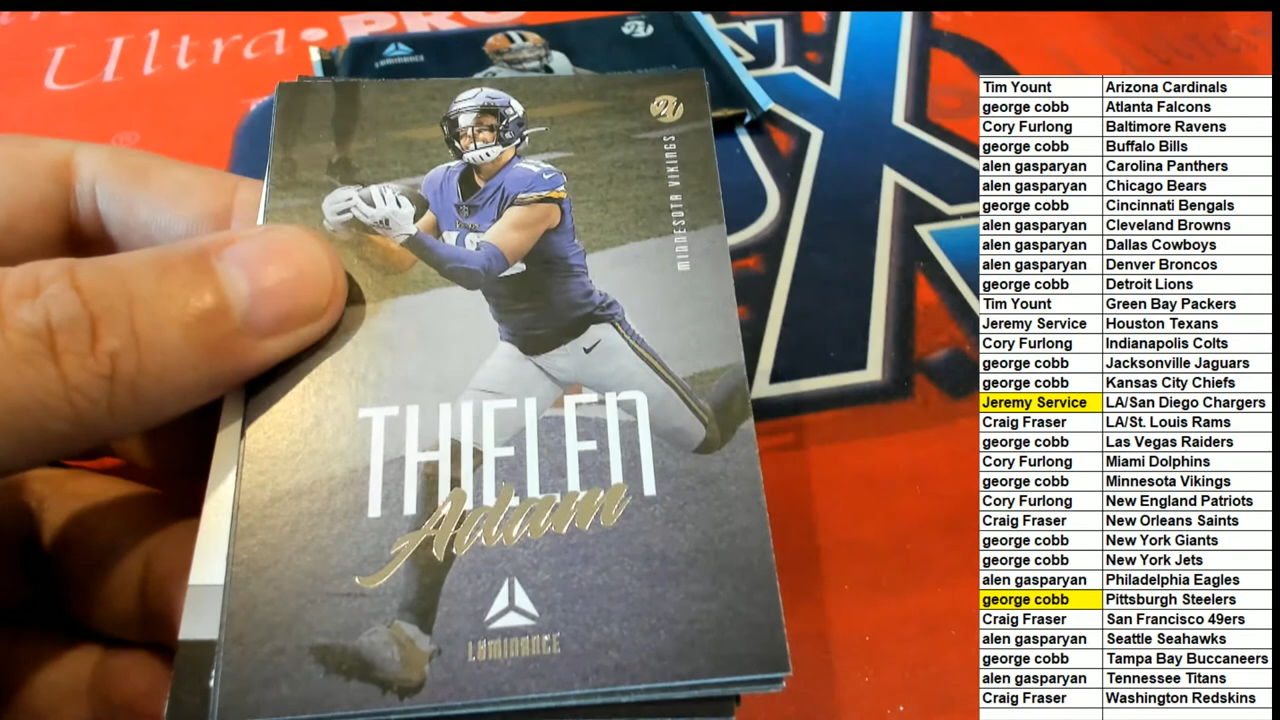 Ultra•PRO
®
LUMINANCE
21
21
MINNESOTA VIKINGS
THIELEN
Adam
LUMINANCE
Tim Yount Arizona Cardinals
george cobb Atlanta Falcons
Cory Furlong Baltimore Ravens
george cobb Buffalo Bills
alen gasparyan Carolina Panthers
alen gasparyan Chicago Bears
george cobb Cincinnati Bengals
alen gasparyan Cleveland Browns
alen gasparyan Dallas Cowboys
alen gasparyan Denver Broncos
george cobb Detroit Lions
Tim Yount Green Bay Packers
Jeremy Service Houston Texans
Cory Furlong Indianapolis Colts
george cobb Jacksonville Jaguars
george cobb Kansas City Chiefs
Jeremy Service LA/San Diego Chargers
Craig Fraser LA/St. Louis Rams
george cobb Las Vegas Raiders
Cory Furlong Miami Dolphins
george cobb Minnesota Vikings
Cory Furlong New England Patriots
Craig Fraser New Orleans Saints
george cobb New York Giants
george cobb New York Jets
alen gasparyan Philadelphia Eagles
george cobb Pittsburgh Steelers
Craig Fraser San Francisco 49ers
alen gasparyan Seattle Seahawks
george cobb Tampa Bay Buccaneers
alen gasparyan Tennessee Titans
Craig Fraser Washington Redskins